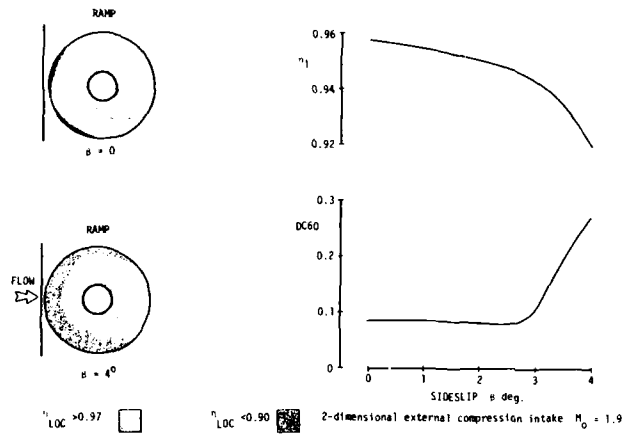 RAMP
β = 0
0.96
η1
0.94
0.92
RAMP
FLOW
β = 4⁰
0.3
DC60
0.2
0.1
0
0 1 2 3 4
SIDESLIP β deg.
ηLOC >0.97
ηLOC <0.90
2-dimensional external compression intake M₀ = 1.9